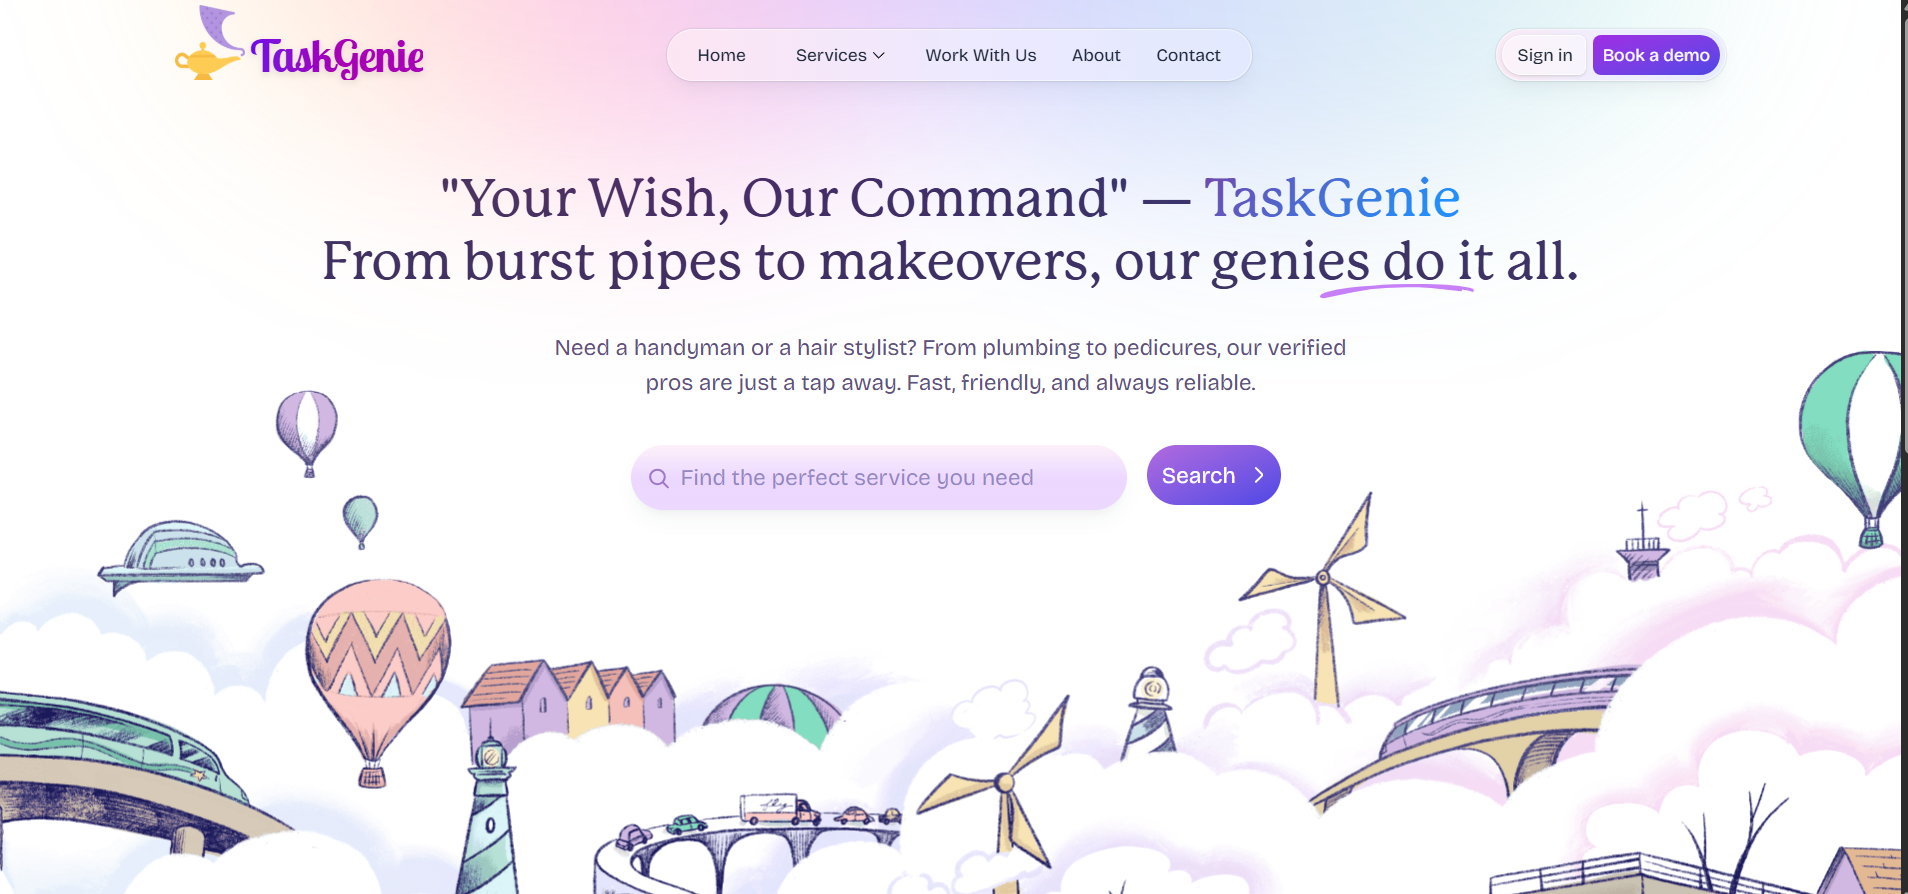 TaskGenie
Home Services Work With Us About Contact
Sign in Book a demo
"Your Wish, Our Command" — TaskGenie
From burst pipes to makeovers, our genies do it all.
Need a handyman or a hair stylist? From plumbing to pedicures, our verified
pros are just a tap away. Fast, friendly, and always reliable.
Find the perfect service you need
Search